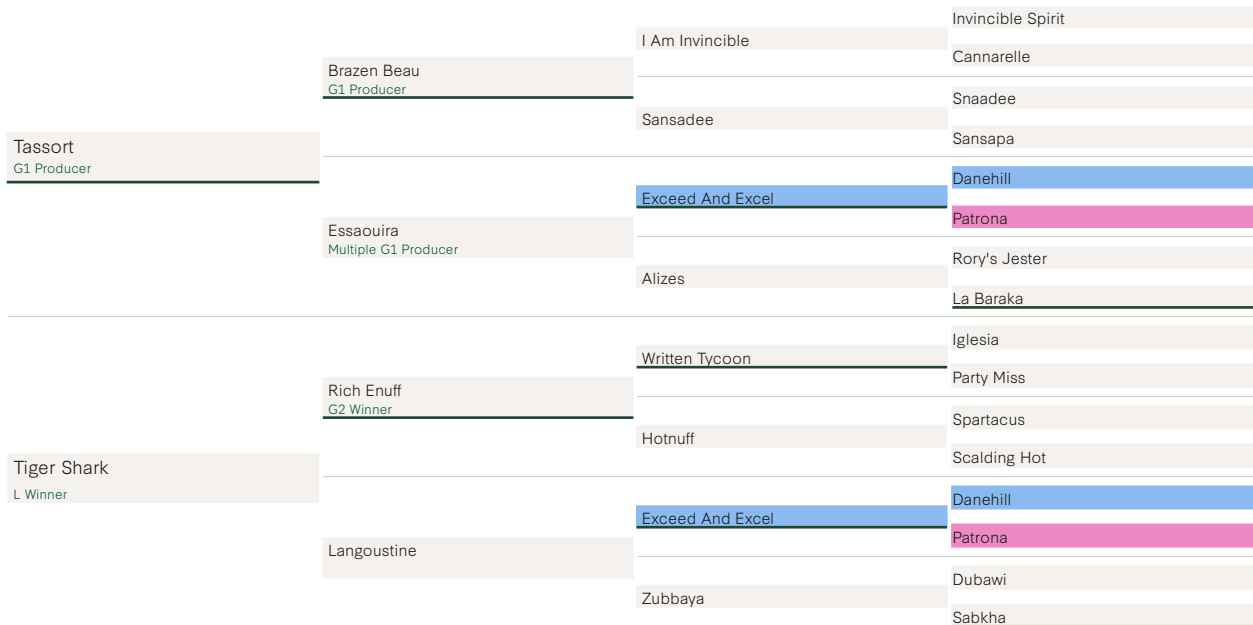 Tassort
G1 Producer
Brazen Beau
G1 Producer
I Am Invincible
Invincible Spirit
Cannarelle
Sansadee
Snaadee
Sansapa
Essaouira
Multiple G1 Producer
Exceed And Excel
Danehill
Patrona
Alizes
Rory's Jester
La Baraka
Tiger Shark
L Winner
Rich Enuff
G2 Winner
Written Tycoon
Iglesia
Party Miss
Hotnuff
Spartacus
Scalding Hot
Langoustine
Exceed And Excel
Danehill
Patrona
Zubbaya
Dubawi
Sabkha